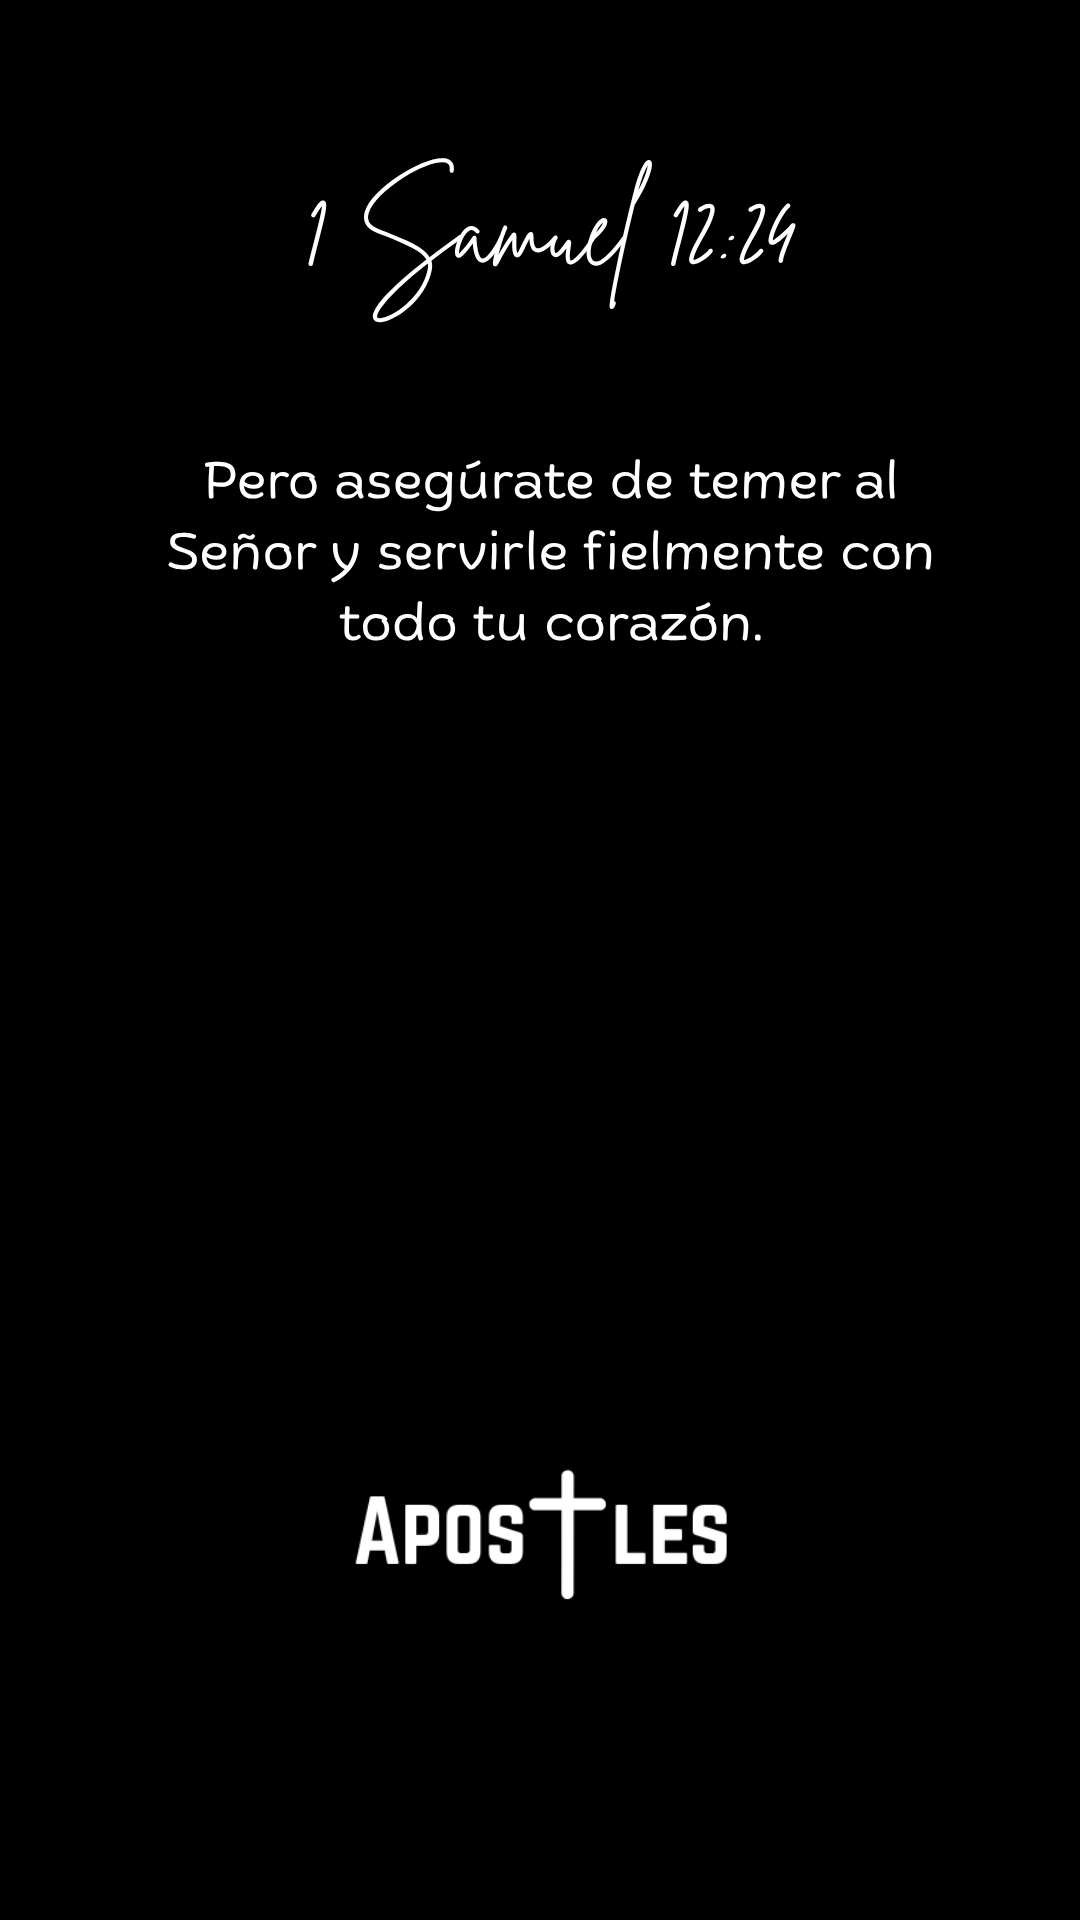 1 Samuel 12:24
Pero asegúrate de temer al
Señor y servirle fielmente con
todo tu corazón.
APOSTLES